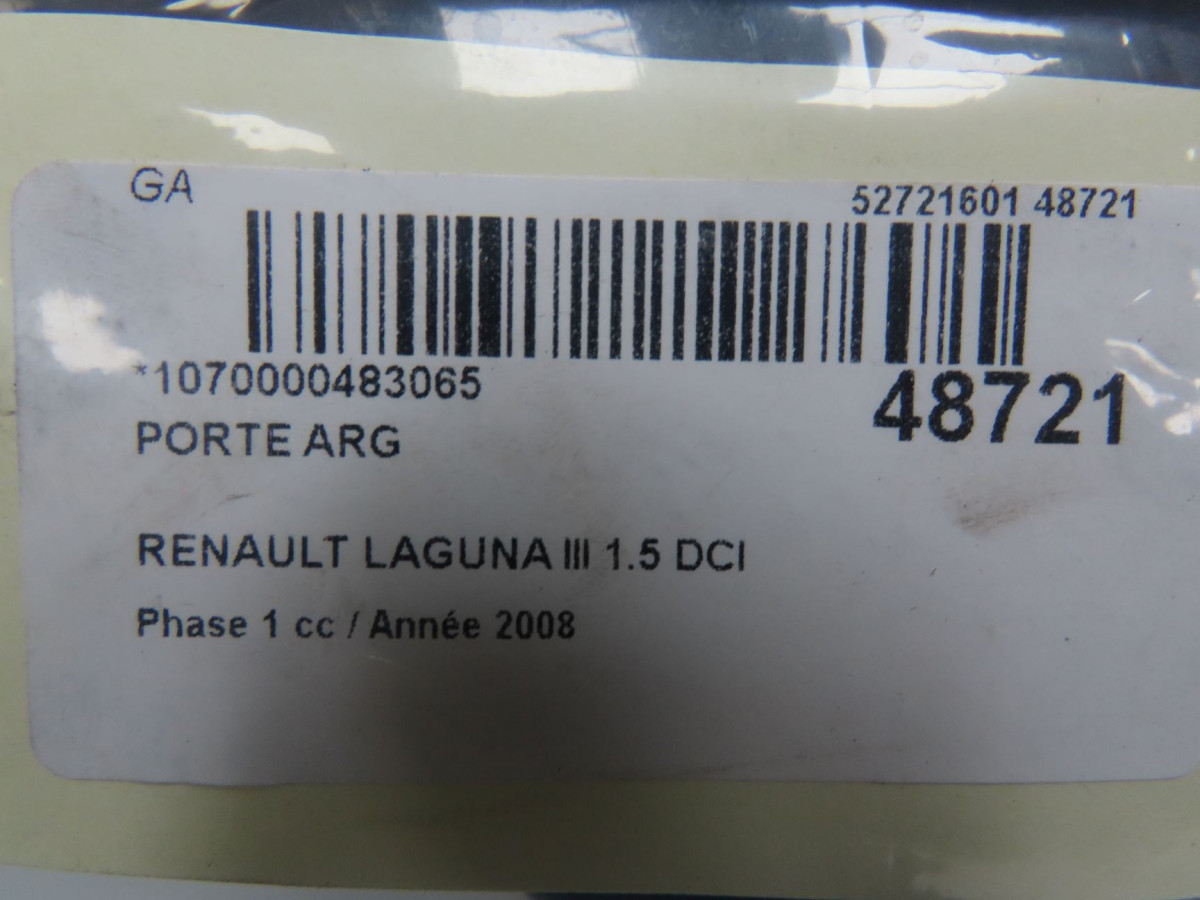 GA
52721601 48721
*1070000483065
48721
PORTE ARG
RENAULT LAGUNA III 1.5 DCI
Phase 1 cc / Année 2008